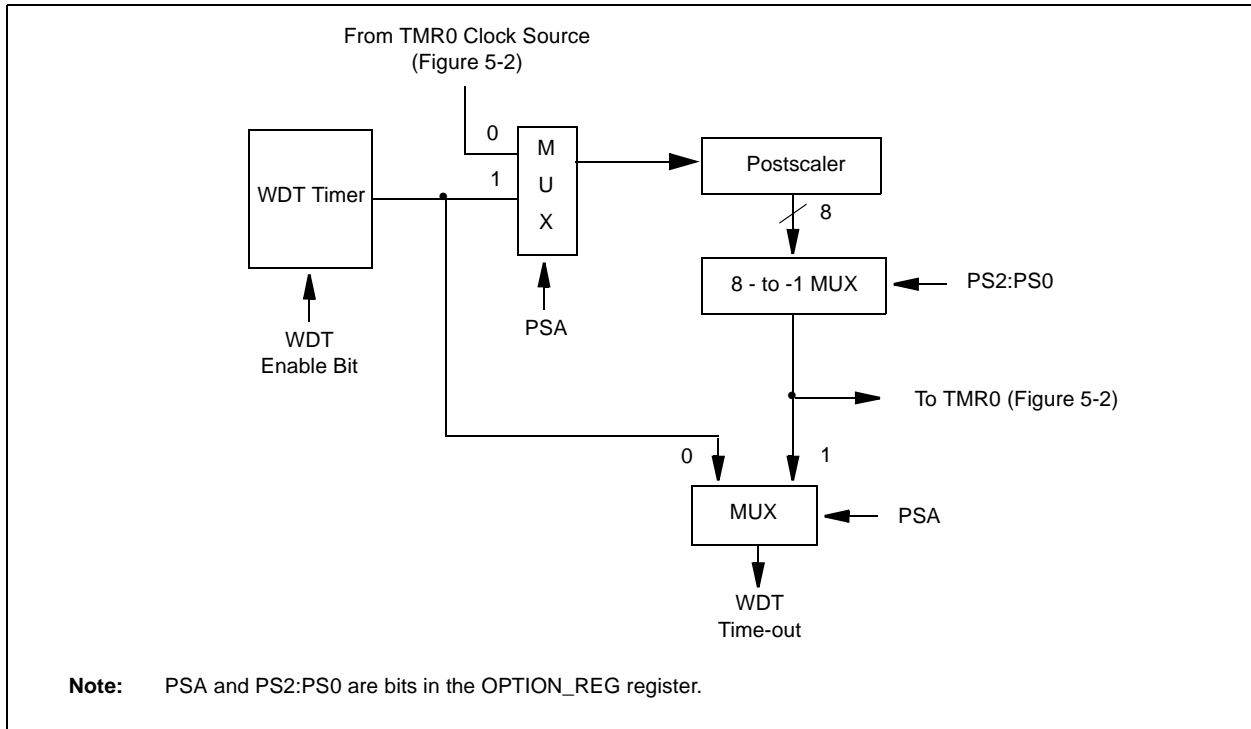 From TMR0 Clock Source
(Figure 5-2)
0
M
U
X
1
WDT Timer
Postscaler
8
8 - to -1 MUX
PS2:PS0
PSA
WDT
Enable Bit
To TMR0 (Figure 5-2)
0
1
MUX
PSA
WDT
Time-out
Note: PSA and PS2:PS0 are bits in the OPTION_REG register.